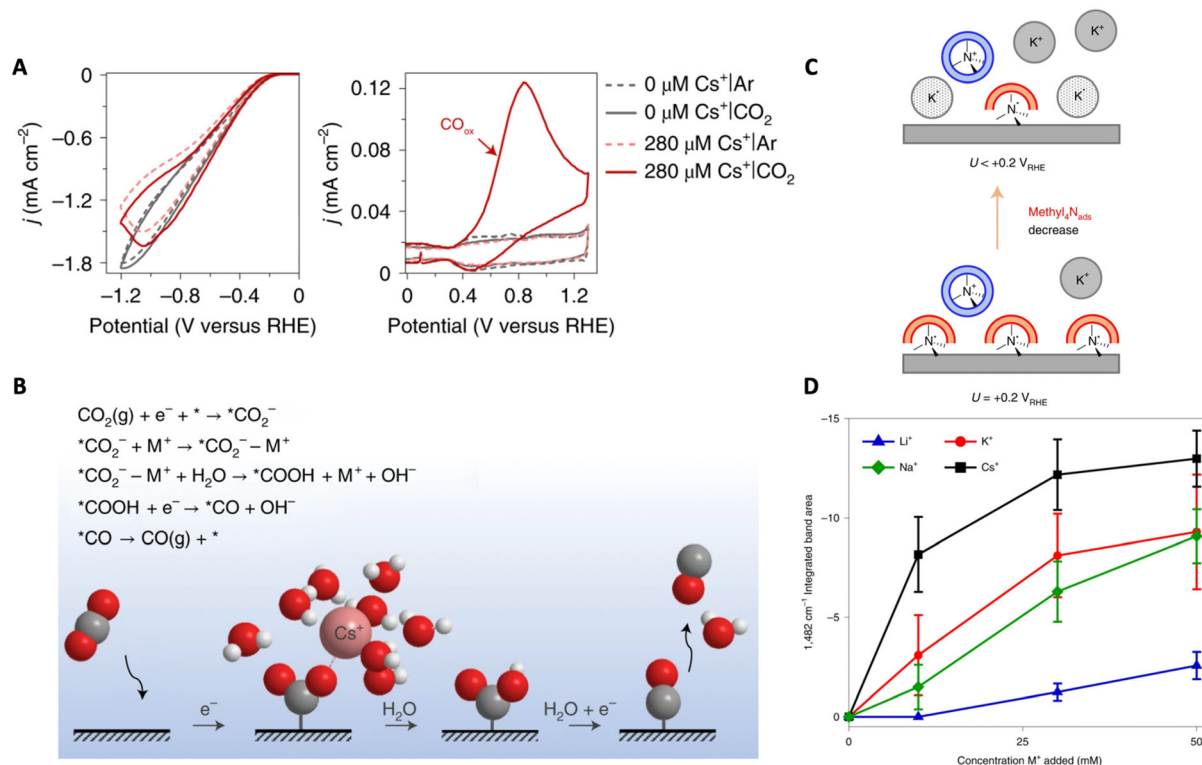 A
j (mA cm−2)
0
−0.6
−1.2
−1.8
−1.2
−0.8
−0.4
0
Potential (V versus RHE)
j (mA cm−2)
0.12
0.08
0.04
0
0
0.4
0.8
1.2
Potential (V versus RHE)
COox
0 μM Cs+|Ar
0 μM Cs+|CO2
280 μM Cs+|Ar
280 μM Cs+|CO2
B
CO2(g) + e− + * → *CO2−
*CO2− + M+ → *CO2− – M+
*CO2− – M+ + H2O → *COOH + M+ + OH−
*COOH + e− → *CO + OH−
*CO → CO(g) + *
Cs+
e−
H2O
H2O + e−
C
K+
K+
N+
K·
N·
K·
U < +0.2 VRHE
Methyl4Nads
decrease
N+
K+
N·
N·
N·
U = +0.2 VRHE
D
1,482 cm−1 Integrated band area
−15
−10
−5
0
Li+
K+
Na+
Cs+
0
25
50
Concentration M+ added (mM)